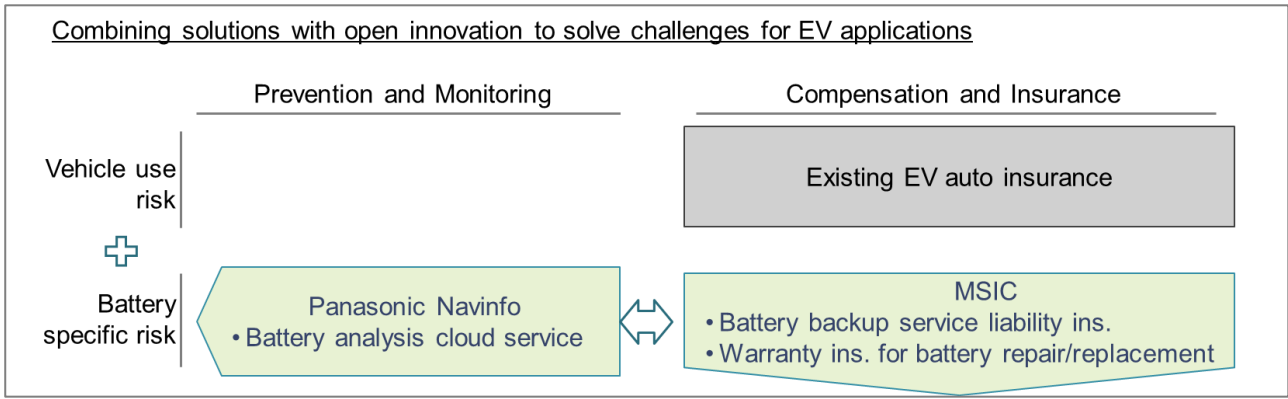 Combining solutions with open innovation to solve challenges for EV applications
Prevention and Monitoring
Compensation and Insurance
Vehicle use
risk
Existing EV auto insurance
Battery
specific risk
Panasonic Navinfo
• Battery analysis cloud service
MSIC
• Battery backup service liability ins.
• Warranty ins. for battery repair/replacement